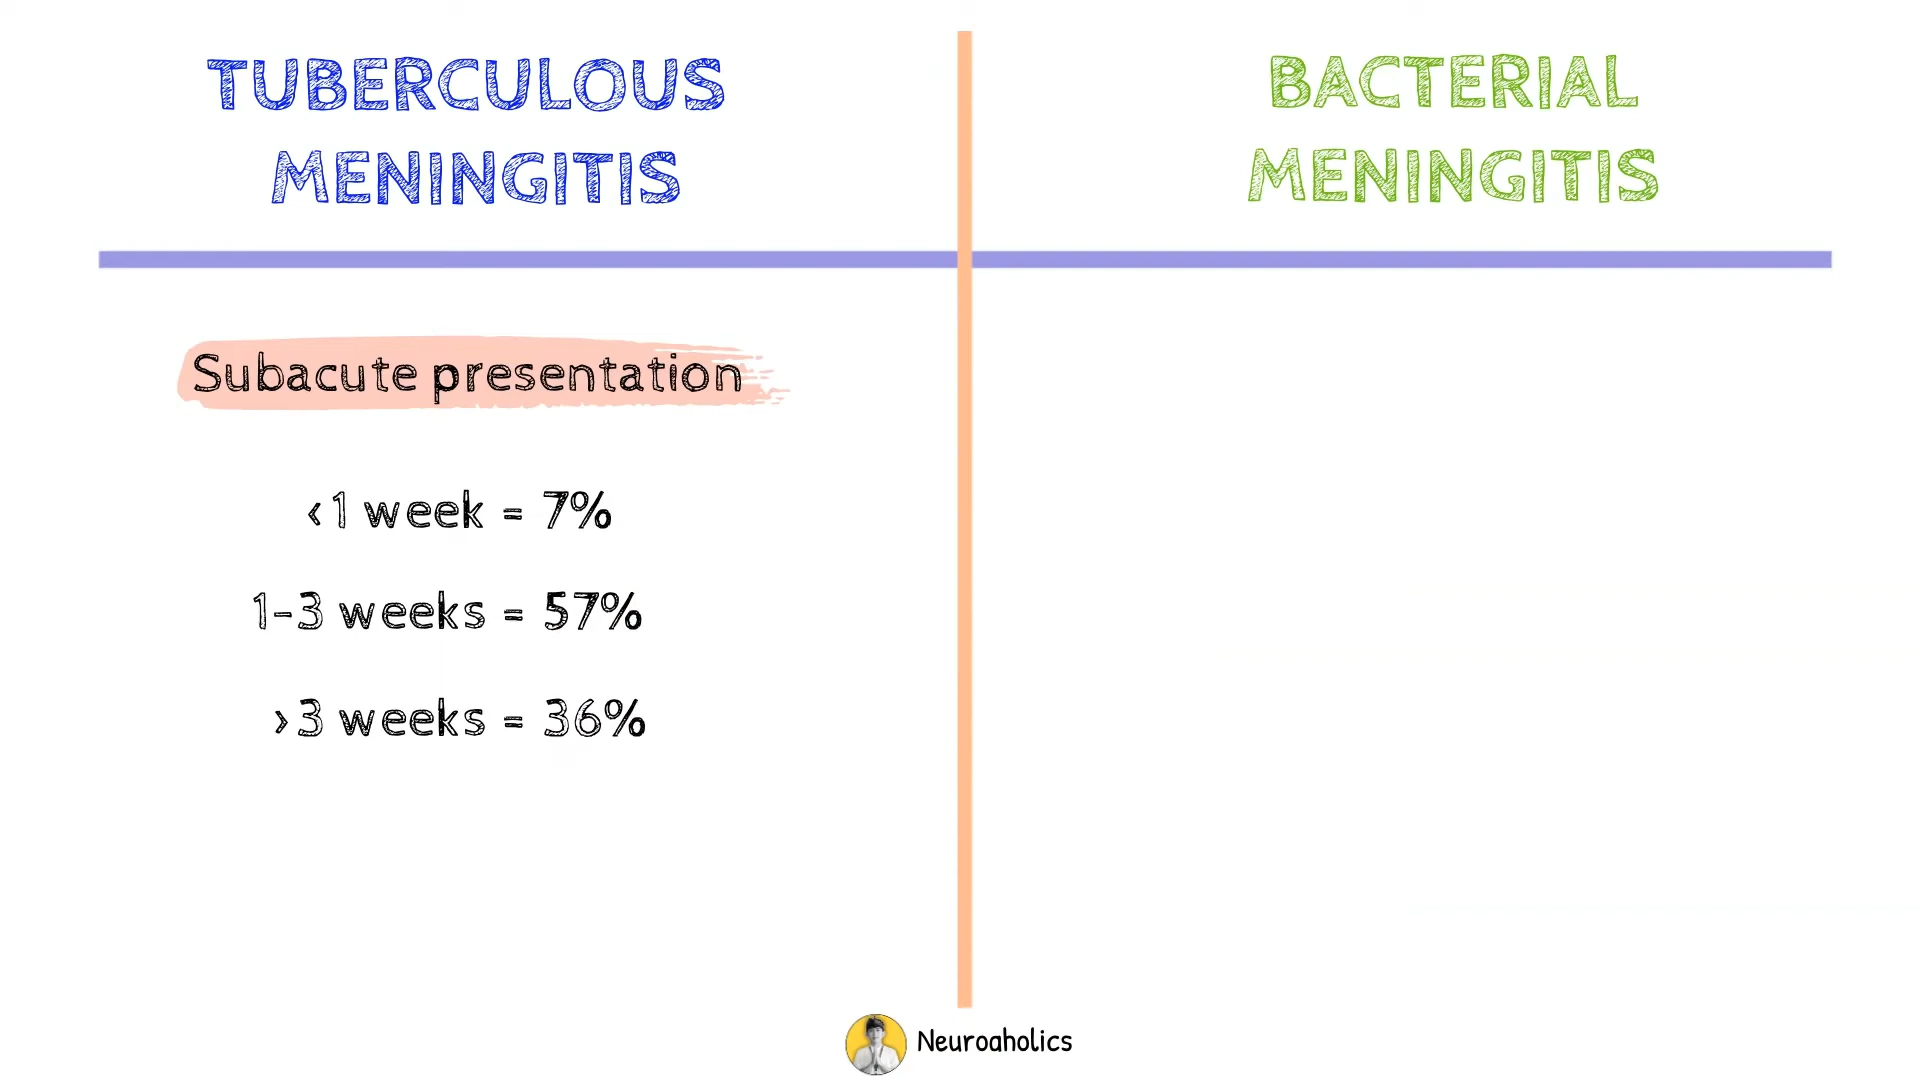 TUBERCULOUS
MENINGITIS
BACTERIAL
MENINGITIS
Subacute presentation
<1 week = 7%
1-3 weeks = 57%
>3 weeks = 36%
Neuroaholics